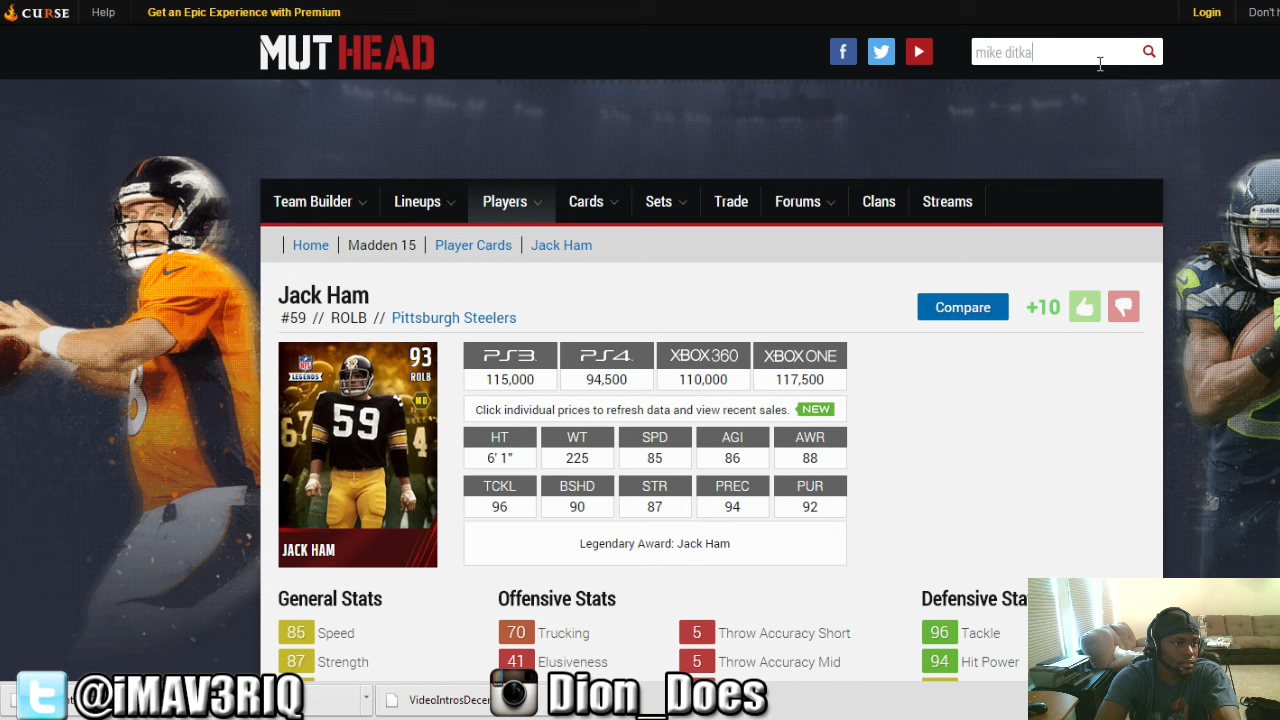 CURSE Help Get an Epic Experience with Premium Login Don't h
MUTHEAD mike ditka
Team Builder Lineups Players Cards Sets Trade Forums Clans Streams
Home Madden 15 Player Cards Jack Ham
Jack Ham
#59 // ROLB // Pittsburgh Steelers
Compare +10
NFL LEGENDS 93 ROLB MD
59
JACK HAM
PS3 PS4 XBOX 360 XBOX ONE
115,000 94,500 110,000 117,500
Click individual prices to refresh data and view recent sales. NEW
HT WT SPD AGI AWR
6' 1" 225 85 86 88
TCKL BSHD STR PREC PUR
96 90 87 94 92
Legendary Award: Jack Ham
General Stats Offensive Stats Defensive Sta
85 Speed 70 Trucking 5 Throw Accuracy Short 96 Tackle
87 Strength 41 Elusiveness 5 Throw Accuracy Mid 94 Hit Power
@iMAV3RIQ VideoIntrosDecem Dion_Does